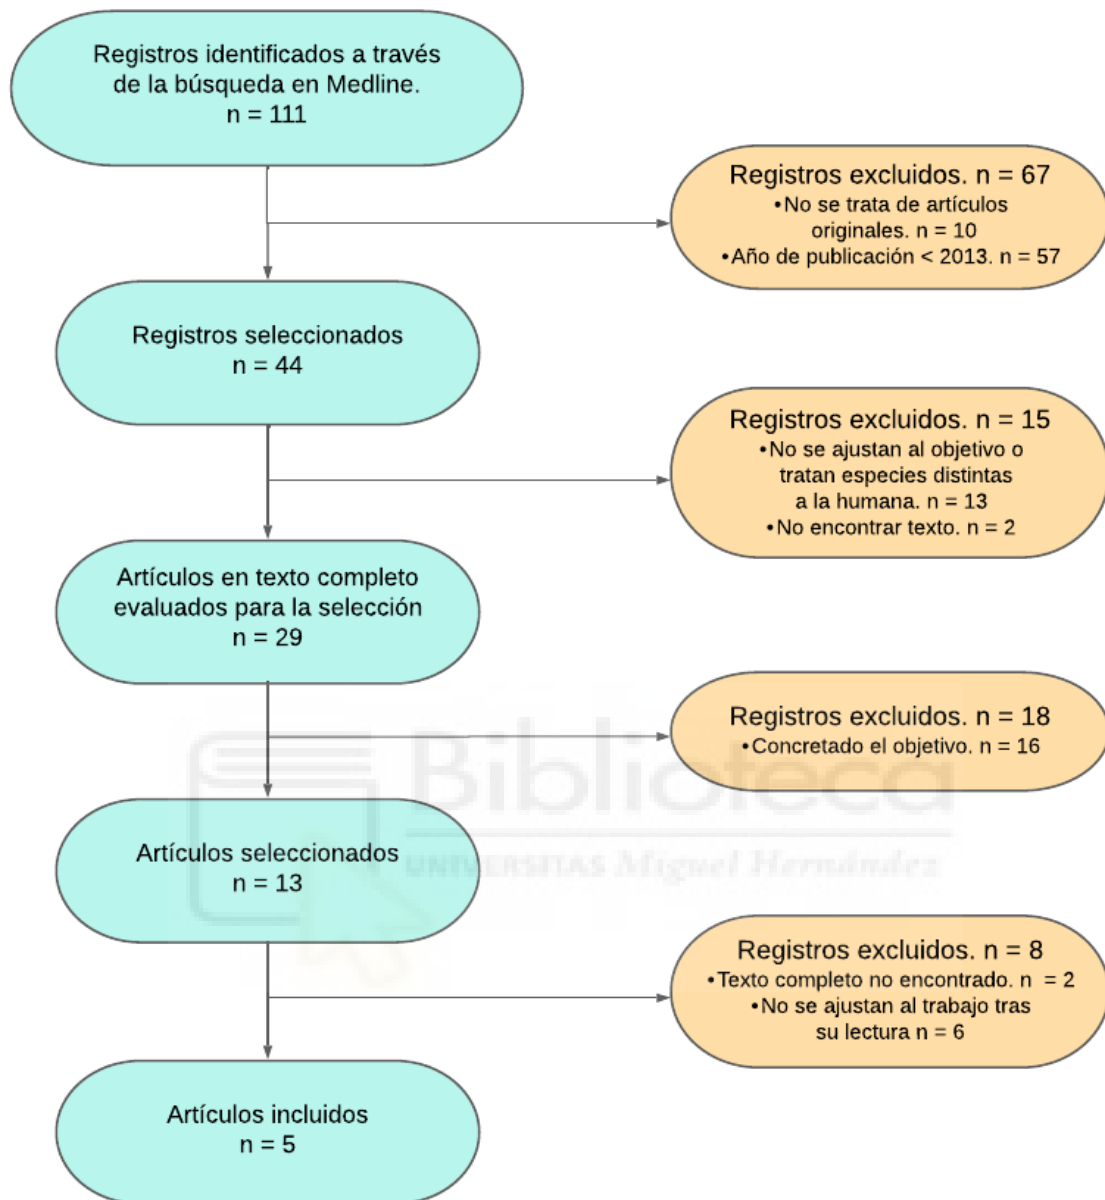 Registros identificados a través
de la búsqueda en Medline.
n = 111
Registros excluidos. n = 67
•No se trata de artículos
originales. n = 10
•Año de publicación < 2013. n = 57
Registros seleccionados
n = 44
Registros excluidos. n = 15
•No se ajustan al objetivo o
tratan especies distintas
a la humana. n = 13
•No encontrar texto. n = 2
Artículos en texto completo
evaluados para la selección
n = 29
Registros excluidos. n = 18
•Concretado el objetivo. n = 16
Biblioteca
UNIVERSITAS Miguel Hernández
Artículos seleccionados
n = 13
Registros excluidos. n = 8
•Texto completo no encontrado. n = 2
•No se ajustan al trabajo tras
su lectura n = 6
Artículos incluidos
n = 5